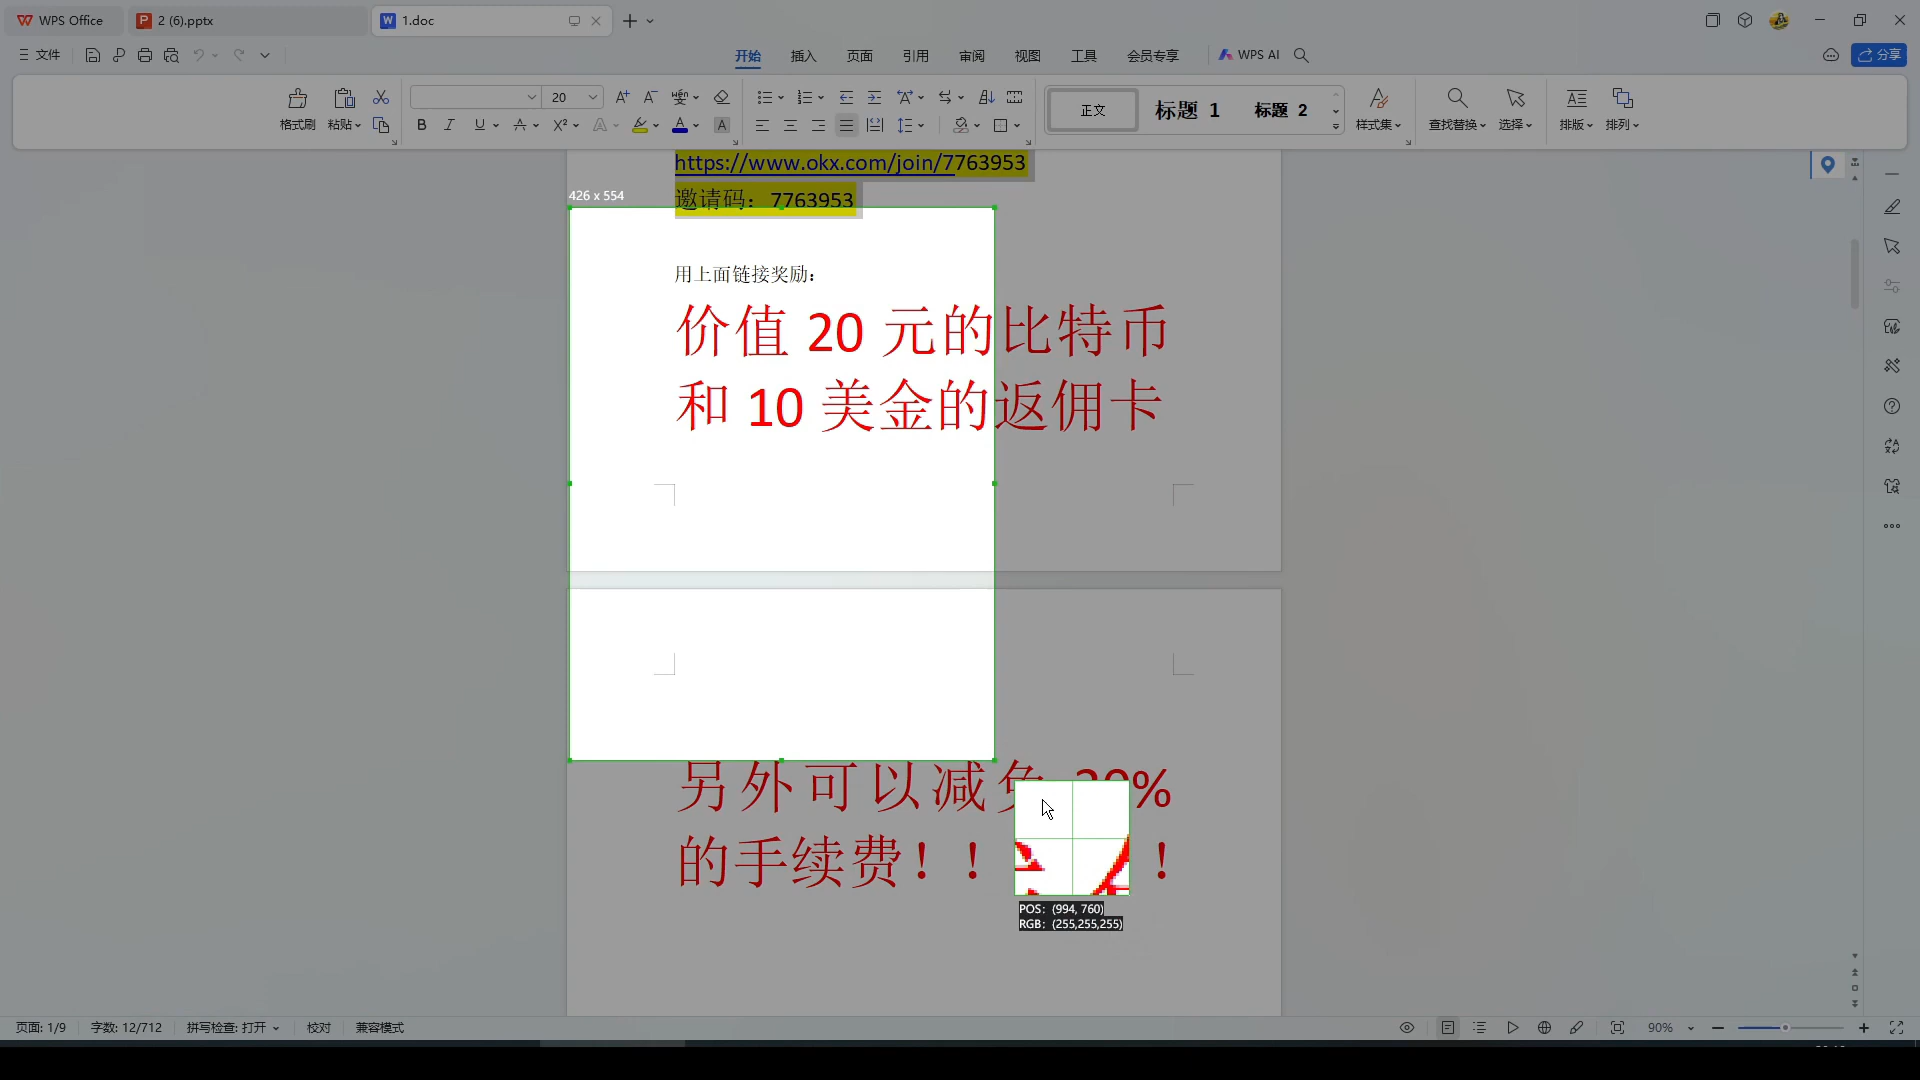 WPS Office
2 (6).pptx
1.doc
文件
开始
插入
页面
引用
审阅
视图
工具
会员专享
WPS AI
分享
格式刷
粘贴
20
正文
标题 1
标题 2
样式集
查找替换
选择
排版
排列
https://www.okx.com/join/7763953
邀请码：7763953
426 x 554
用上面链接奖励：
价值 20 元的比特币
和 10 美金的返佣卡
另外可以减免 20%
的手续费！！ ！
POS: (994, 760)
RGB: (255,255,255)
页面: 1/9
字数: 12/712
拼写检查: 打开
校对
兼容模式
90%